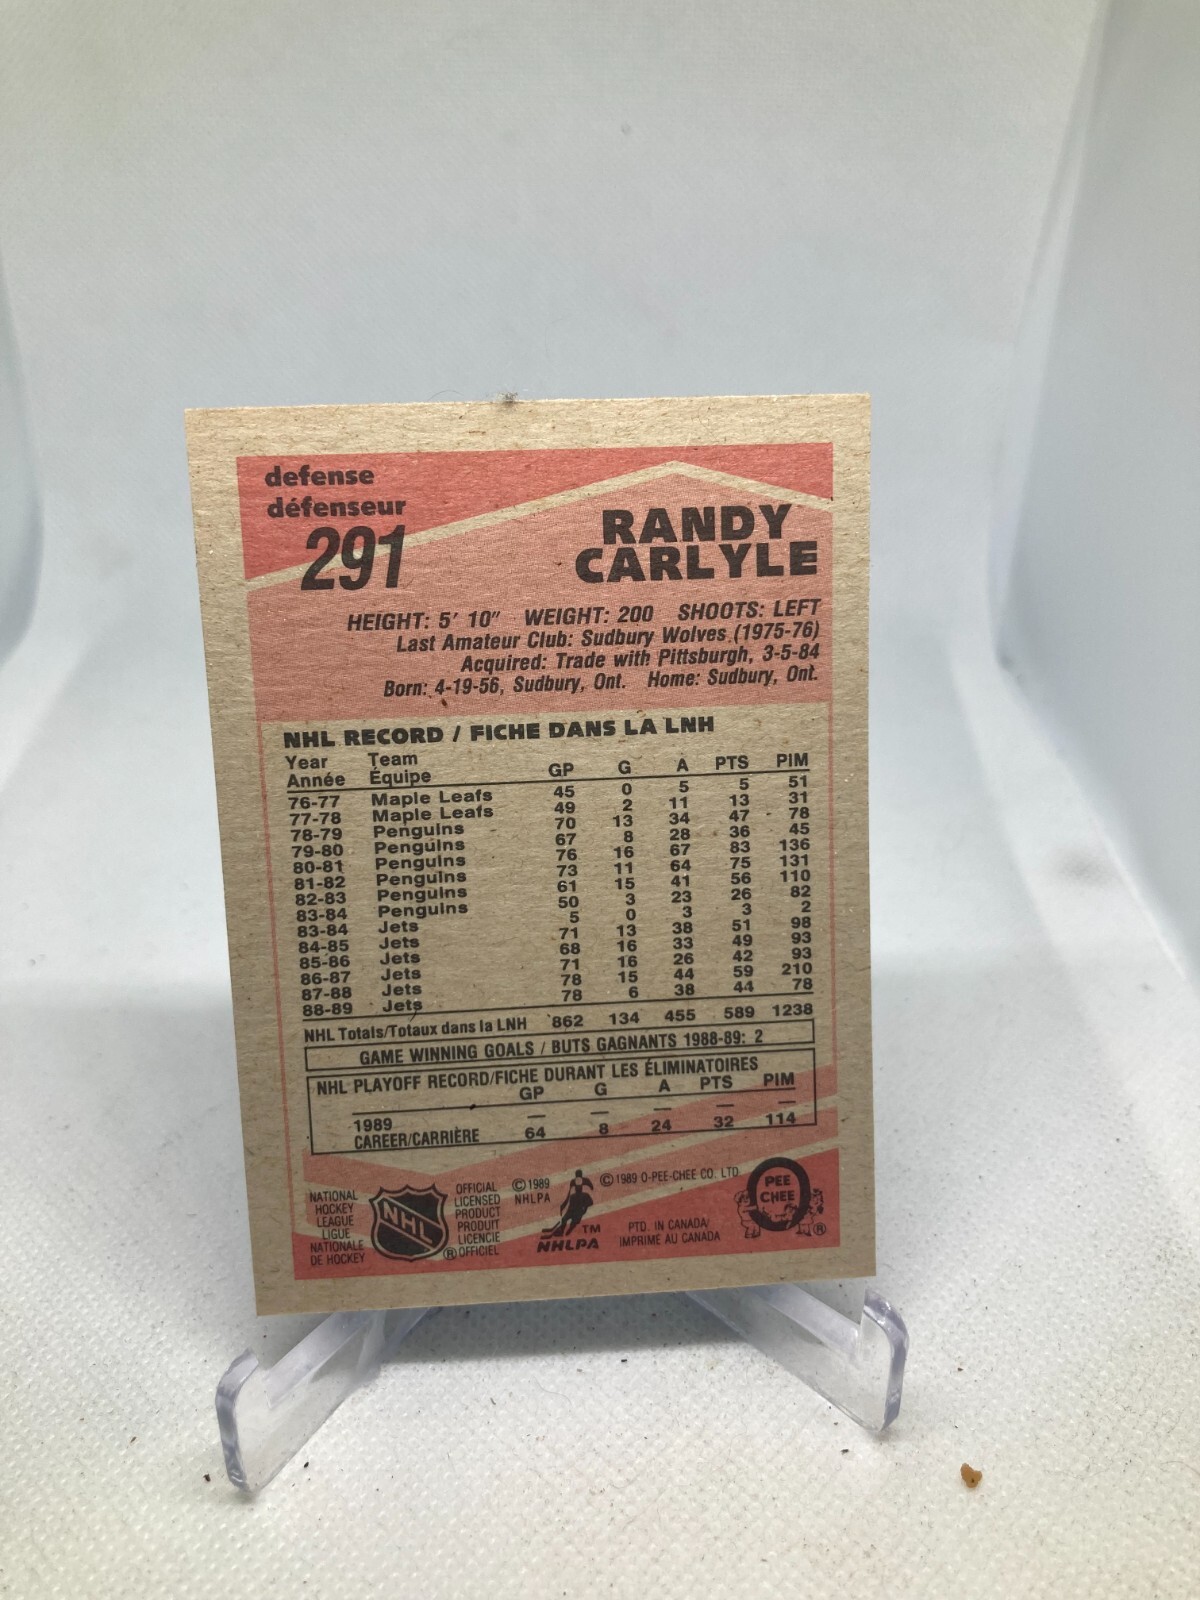 defense
défenseur
291
RANDY
CARLYLE
HEIGHT: 5' 10" WEIGHT: 200 SHOOTS: LEFT
Last Amateur Club: Sudbury Wolves (1975-76)
Acquired: Trade with Pittsburgh, 3-5-84
Born: 4-19-56, Sudbury, Ont. Home: Sudbury, Ont.
NHL RECORD / FICHE DANS LA LNH
Year Team
Année Équipe GP G A PTS PIM
76-77 Maple Leafs 45 0 5 5 51
77-78 Maple Leafs 49 2 11 13 31
78-79 Penguins 70 13 34 47 78
79-80 Penguins 67 8 28 36 45
80-81 Penguins 76 16 67 83 136
81-82 Penguins 73 11 64 75 131
82-83 Penguins 61 15 41 56 110
83-84 Penguins 50 3 23 26 82
83-84 Jets 5 0 3 3 2
84-85 Jets 71 13 38 51 98
85-86 Jets 68 16 33 49 93
86-87 Jets 71 16 26 42 93
87-88 Jets 78 15 44 59 210
88-89 Jets 78 6 38 44 78
NHL Totals/Totaux dans la LNH 862 134 455 589 1238
GAME WINNING GOALS / BUTS GAGNANTS 1988-89: 2
NHL PLAYOFF RECORD/FICHE DURANT LES ÉLIMINATOIRES
GP G A PTS PIM
1989 — — — — —
CAREER/CARRIÈRE 64 8 24 32 114
NATIONAL
HOCKEY
LEAGUE
LIGUE
NATIONALE
DE HOCKEY
NHL
OFFICIAL
LICENSED
PRODUCT
PRODUIT
LICENCIE
® OFFICIEL
© 1989
NHLPA
TM
NHLPA
© 1989 O-PEE-CHEE CO. LTD.
PTD. IN CANADA/
IMPRIME AU CANADA
O
PEE
CHEE
®